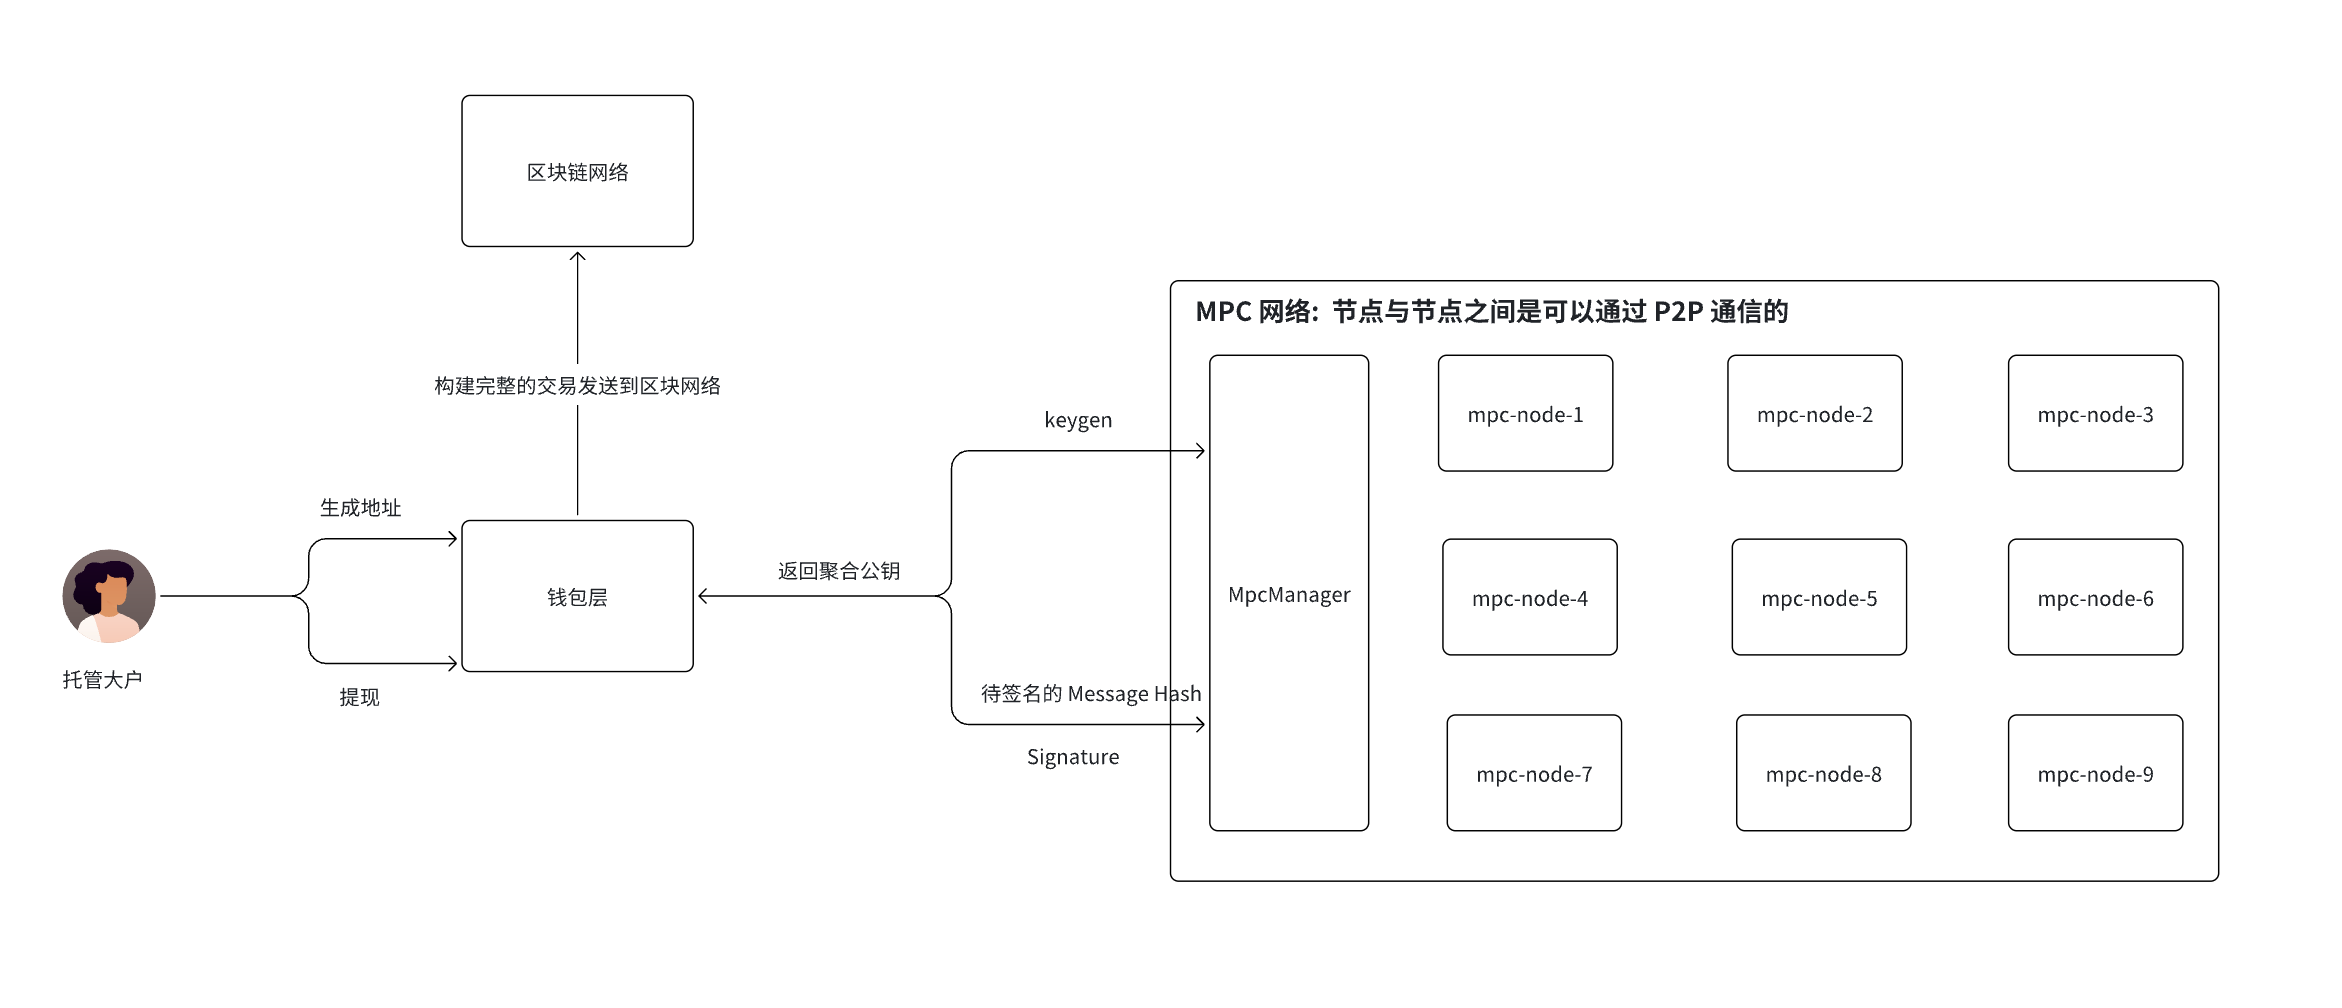 区块链网络
MPC 网络：节点与节点之间是可以通过 P2P 通信的
构建完整的交易发送到区块网络
keygen
mpc-node-1
mpc-node-2
mpc-node-3
生成地址
返回聚合公钥
钱包层
MpcManager
mpc-node-4
mpc-node-5
mpc-node-6
托管大户
提现
待签名的 Message Hash
Signature
mpc-node-7
mpc-node-8
mpc-node-9